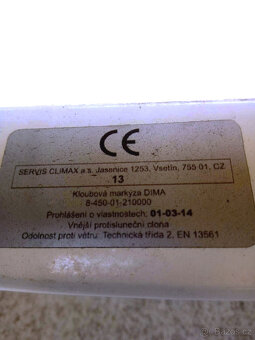 CE
SERVIS CLIMAX a.s. Jasenice 1253, Vsetín, 755 01, CZ
13
Kloubová markýza DIMA
8-450-01-210000
Prohlášení o vlastnostech: 01-03-14
Vnější protisluneční clona
Odolnost proti větru: Technická třída 2, EN 13561